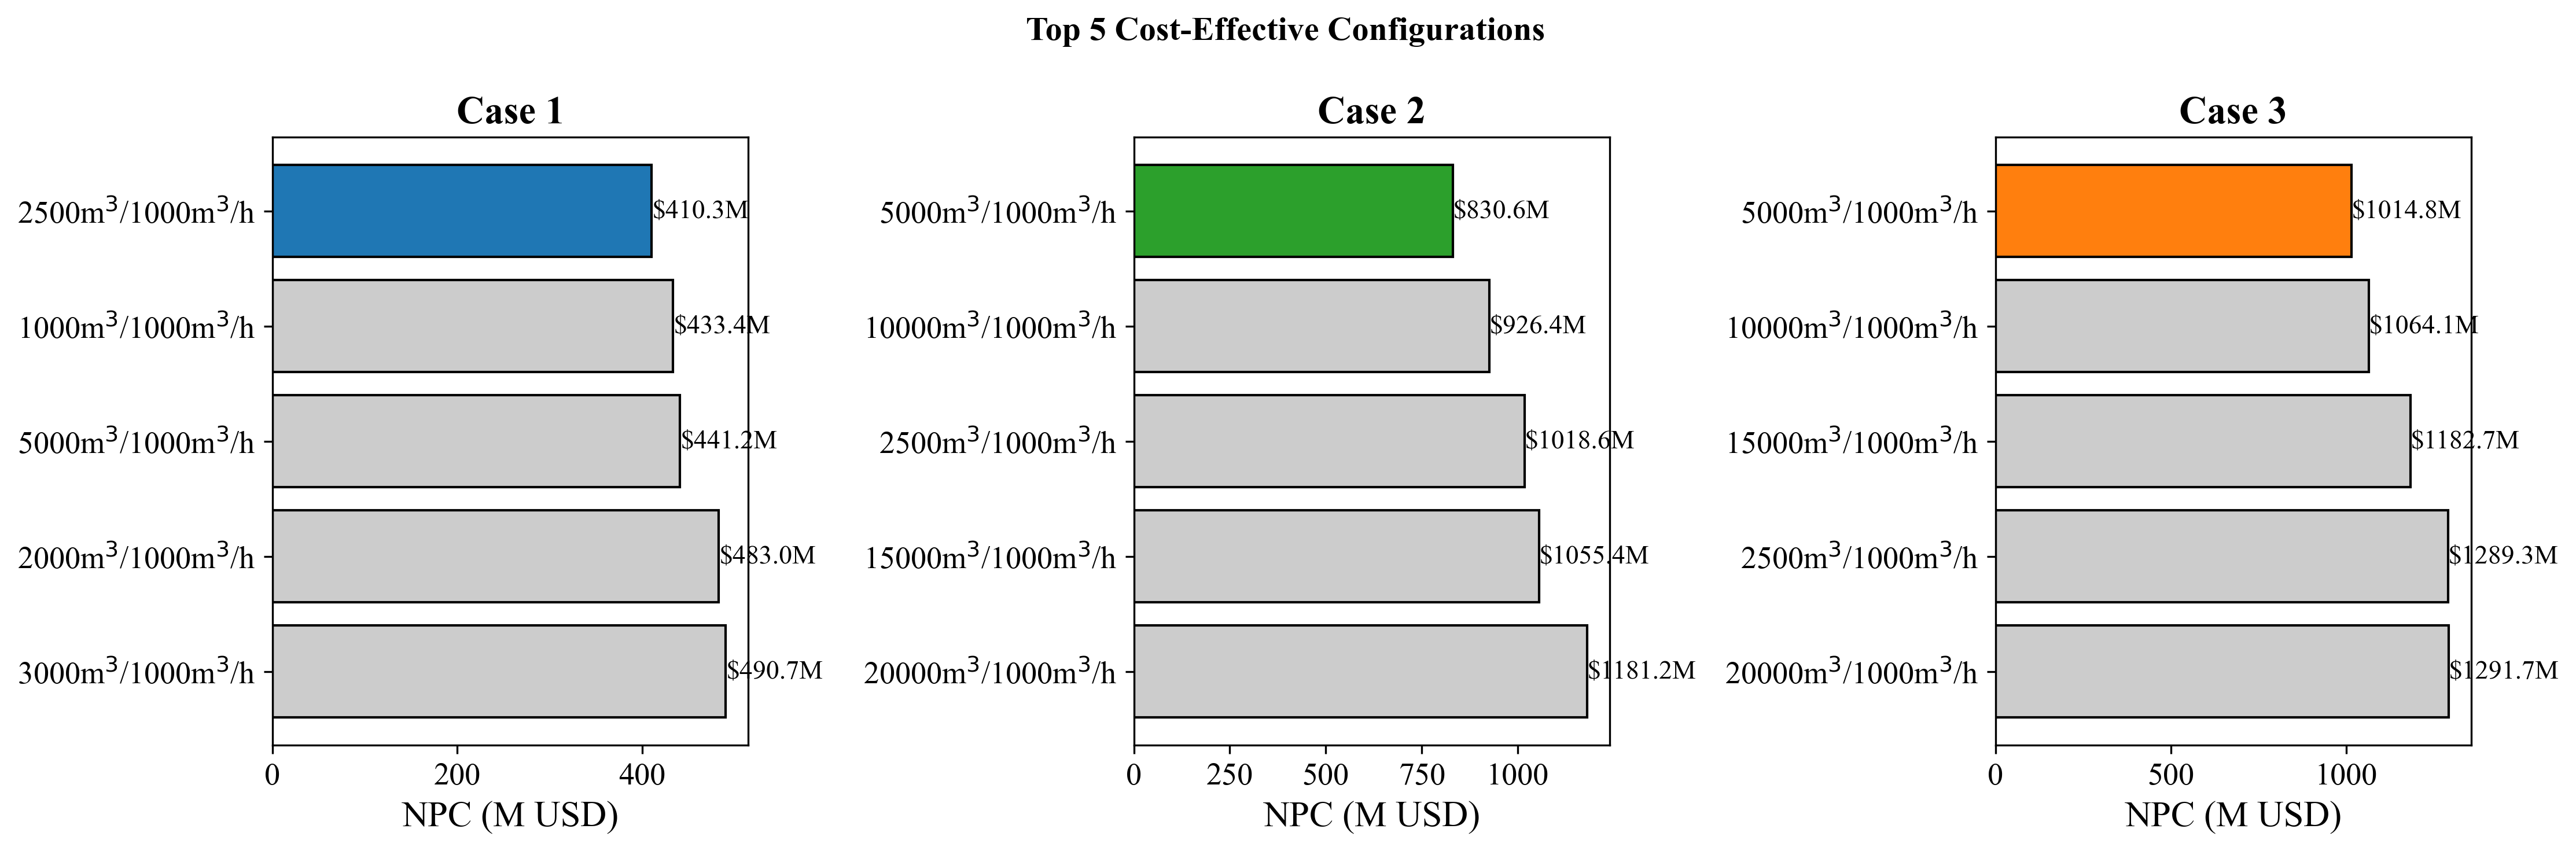 Top 5 Cost-Effective Configurations
Case 1
2500m³/1000m³/h $410.3M
1000m³/1000m³/h $433.4M
5000m³/1000m³/h $441.2M
2000m³/1000m³/h $483.0M
3000m³/1000m³/h $490.7M
0 200 400
NPC (M USD)
Case 2
5000m³/1000m³/h $830.6M
10000m³/1000m³/h $926.4M
2500m³/1000m³/h $1018.6M
15000m³/1000m³/h $1055.4M
20000m³/1000m³/h $1181.2M
0 250 500 750 1000
NPC (M USD)
Case 3
5000m³/1000m³/h $1014.8M
10000m³/1000m³/h $1064.1M
15000m³/1000m³/h $1182.7M
2500m³/1000m³/h $1289.3M
20000m³/1000m³/h $1291.7M
0 500 1000
NPC (M USD)